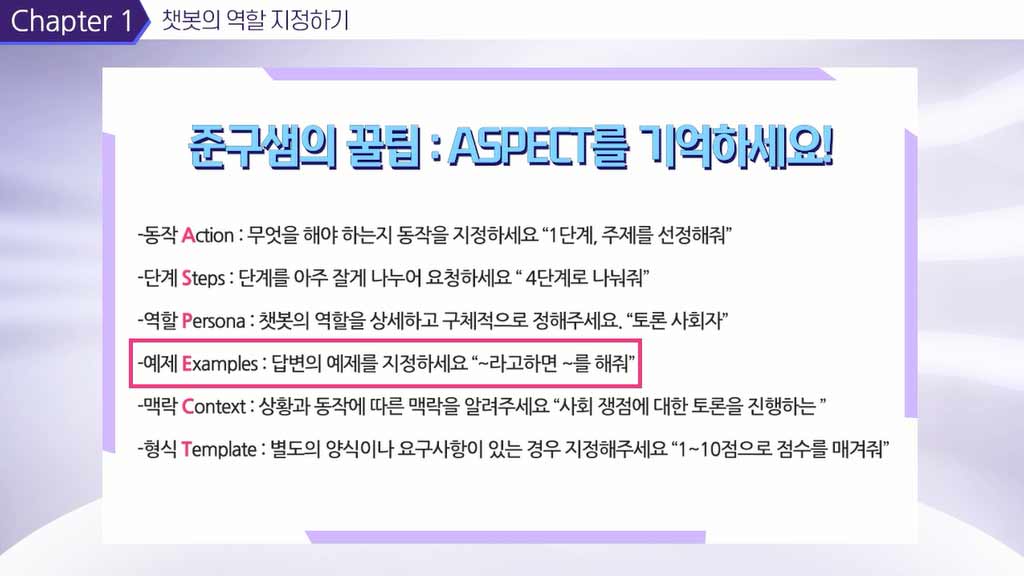 Chapter 1 챗봇의 역할 지정하기
준구샘의 꿀팁 : ASPECT를 기억하세요!
-동작 Action : 무엇을 해야 하는지 동작을 지정하세요 “1단계, 주제를 선정해줘”
-단계 Steps : 단계를 아주 잘게 나누어 요청하세요 “ 4단계로 나눠줘”
-역할 Persona : 챗봇의 역할을 상세하고 구체적으로 정해주세요. “토론 사회자”
-예제 Examples : 답변의 예제를 지정하세요 “~라고하면 ~를 해줘”
-맥락 Context : 상황과 동작에 따른 맥락을 알려주세요 “사회 쟁점에 대한 토론을 진행하는 ”
-형식 Template : 별도의 양식이나 요구사항이 있는 경우 지정해주세요 “1~10점으로 점수를 매겨줘”